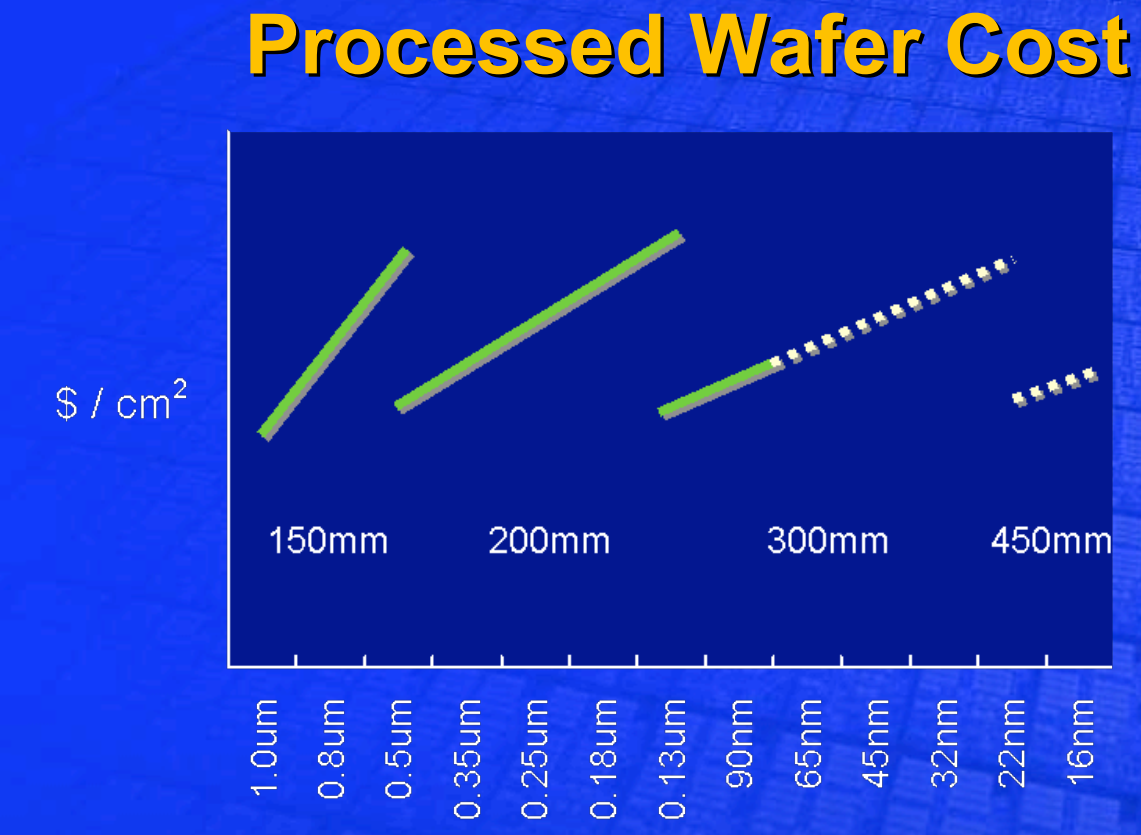 Processed Wafer Cost
$ / cm²
150mm
200mm
300mm
450mm
1.0um
0.8um
0.5um
0.35um
0.25um
0.18um
0.13um
90nm
65nm
45nm
32nm
22nm
16nm